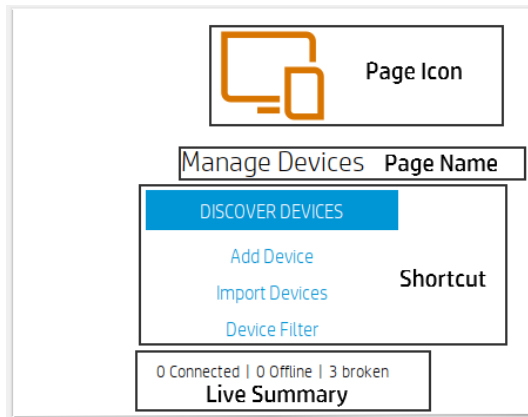 Page Icon
Manage Devices Page Name
DISCOVER DEVICES
Add Device
Import Devices
Device Filter
Shortcut
0 Connected | 0 Offline | 3 broken
Live Summary